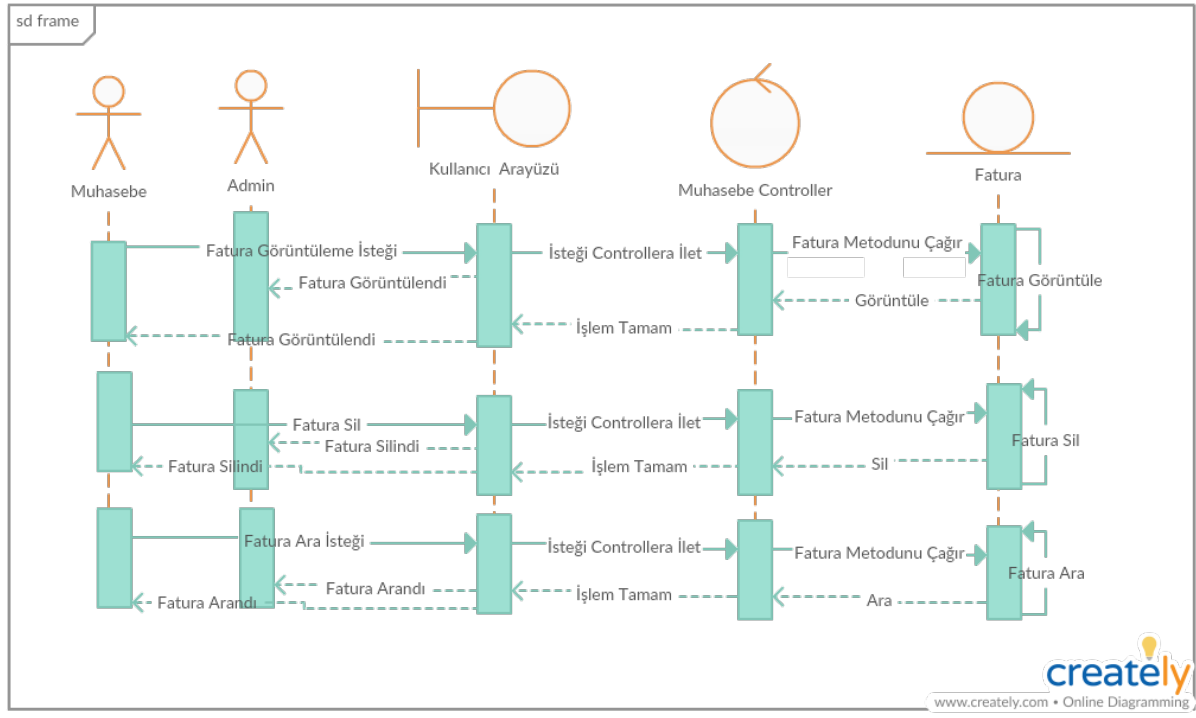 sd frame
Muhasebe
Admin
Kullanıcı Arayüzü
Muhasebe Controller
Fatura
Fatura Görüntüleme İsteği
İsteği Controllera İlet
Fatura Metodunu Çağır
Fatura Görüntüle
Fatura Görüntülendi
Görüntüle
İşlem Tamam
Fatura Görüntülendi
Fatura Sil
İsteği Controllera İlet
Fatura Metodunu Çağır
Fatura Sil
Fatura Silindi
Sil
İşlem Tamam
Fatura Silindi
Fatura Ara İsteği
İsteği Controllera İlet
Fatura Metodunu Çağır
Fatura Ara
Fatura Arandı
İşlem Tamam
Ara
Fatura Arandı
creately
www.creately.com • Online Diagramming